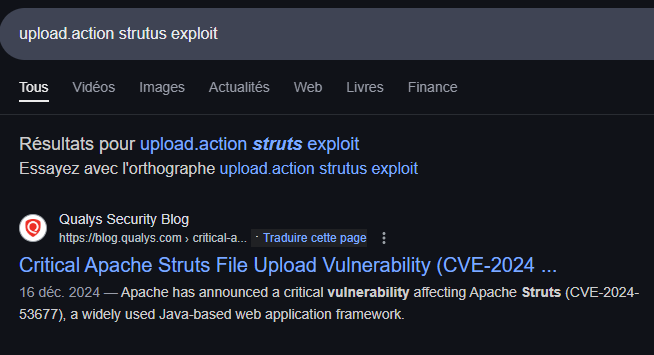 upload.action strutus exploit
Tous Vidéos Images Actualités Web Livres Finance
Résultats pour upload.action struts exploit
Essayez avec l'orthographe upload.action strutus exploit
Qualys Security Blog
https://blog.qualys.com › critical-a... · Traduire cette page
Critical Apache Struts File Upload Vulnerability (CVE-2024 ...
16 déc. 2024 — Apache has announced a critical vulnerability affecting Apache Struts (CVE-2024-
53677), a widely used Java-based web application framework.